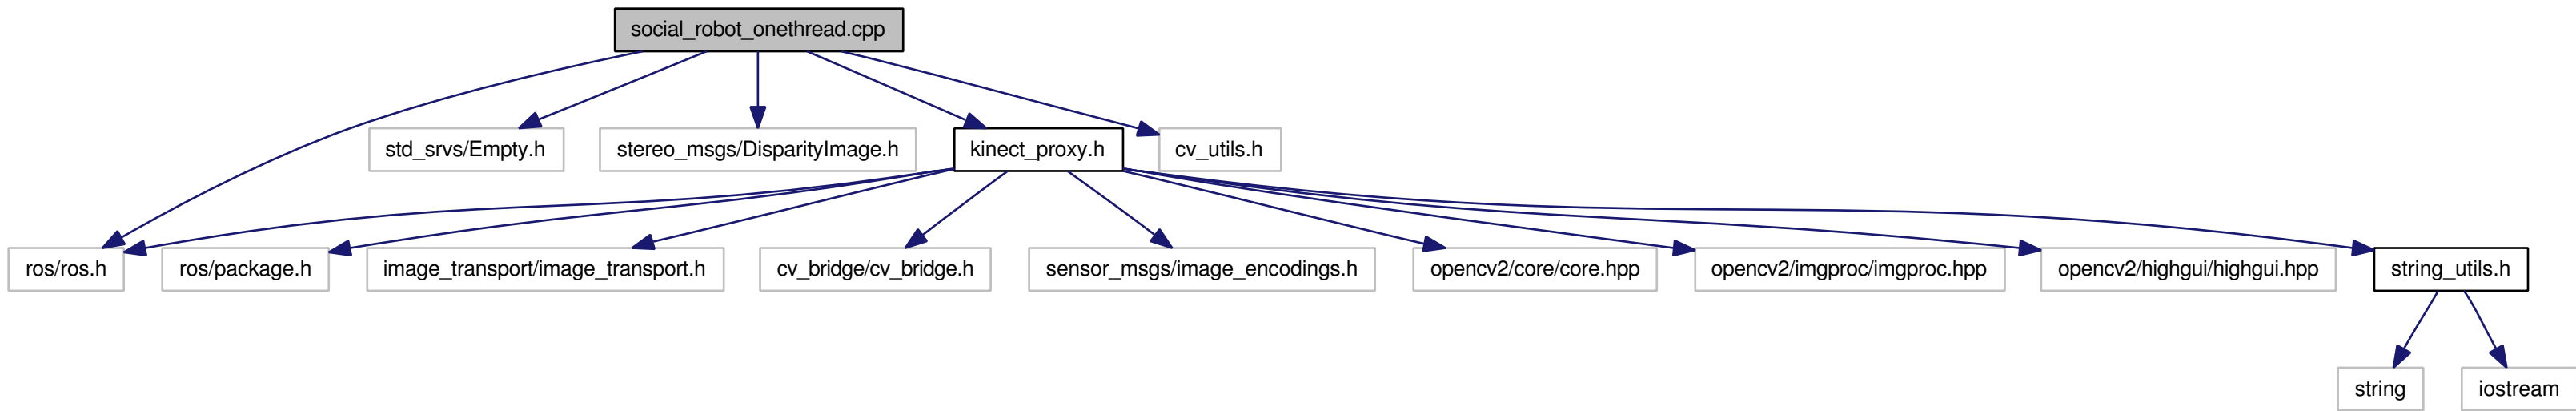 social_robot_onethread.cpp
std_srvs/Empty.h
stereo_msgs/DisparityImage.h
kinect_proxy.h
cv_utils.h
ros/ros.h
ros/package.h
image_transport/image_transport.h
cv_bridge/cv_bridge.h
sensor_msgs/image_encodings.h
opencv2/core/core.hpp
opencv2/imgproc/imgproc.hpp
opencv2/highgui/highgui.hpp
string_utils.h
string
iostream